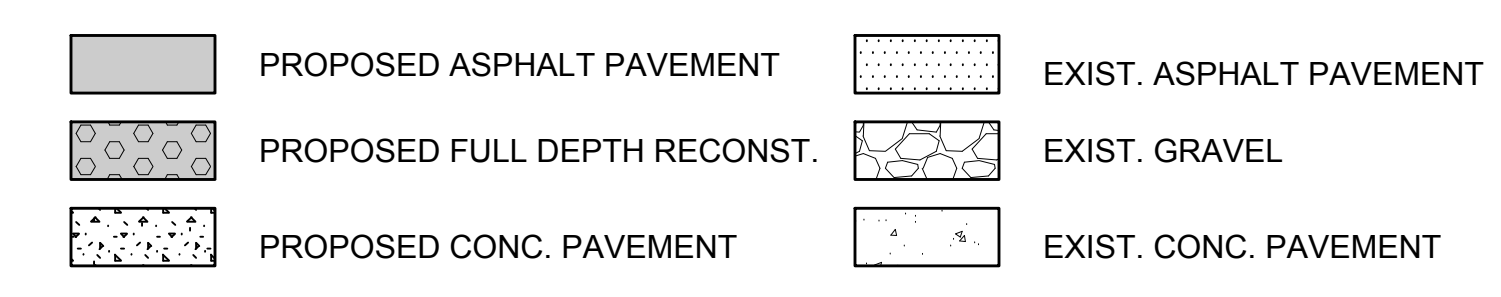 PROPOSED ASPHALT PAVEMENT
PROPOSED FULL DEPTH RECONST.
PROPOSED CONC. PAVEMENT
EXIST. ASPHALT PAVEMENT
EXIST. GRAVEL
EXIST. CONC. PAVEMENT